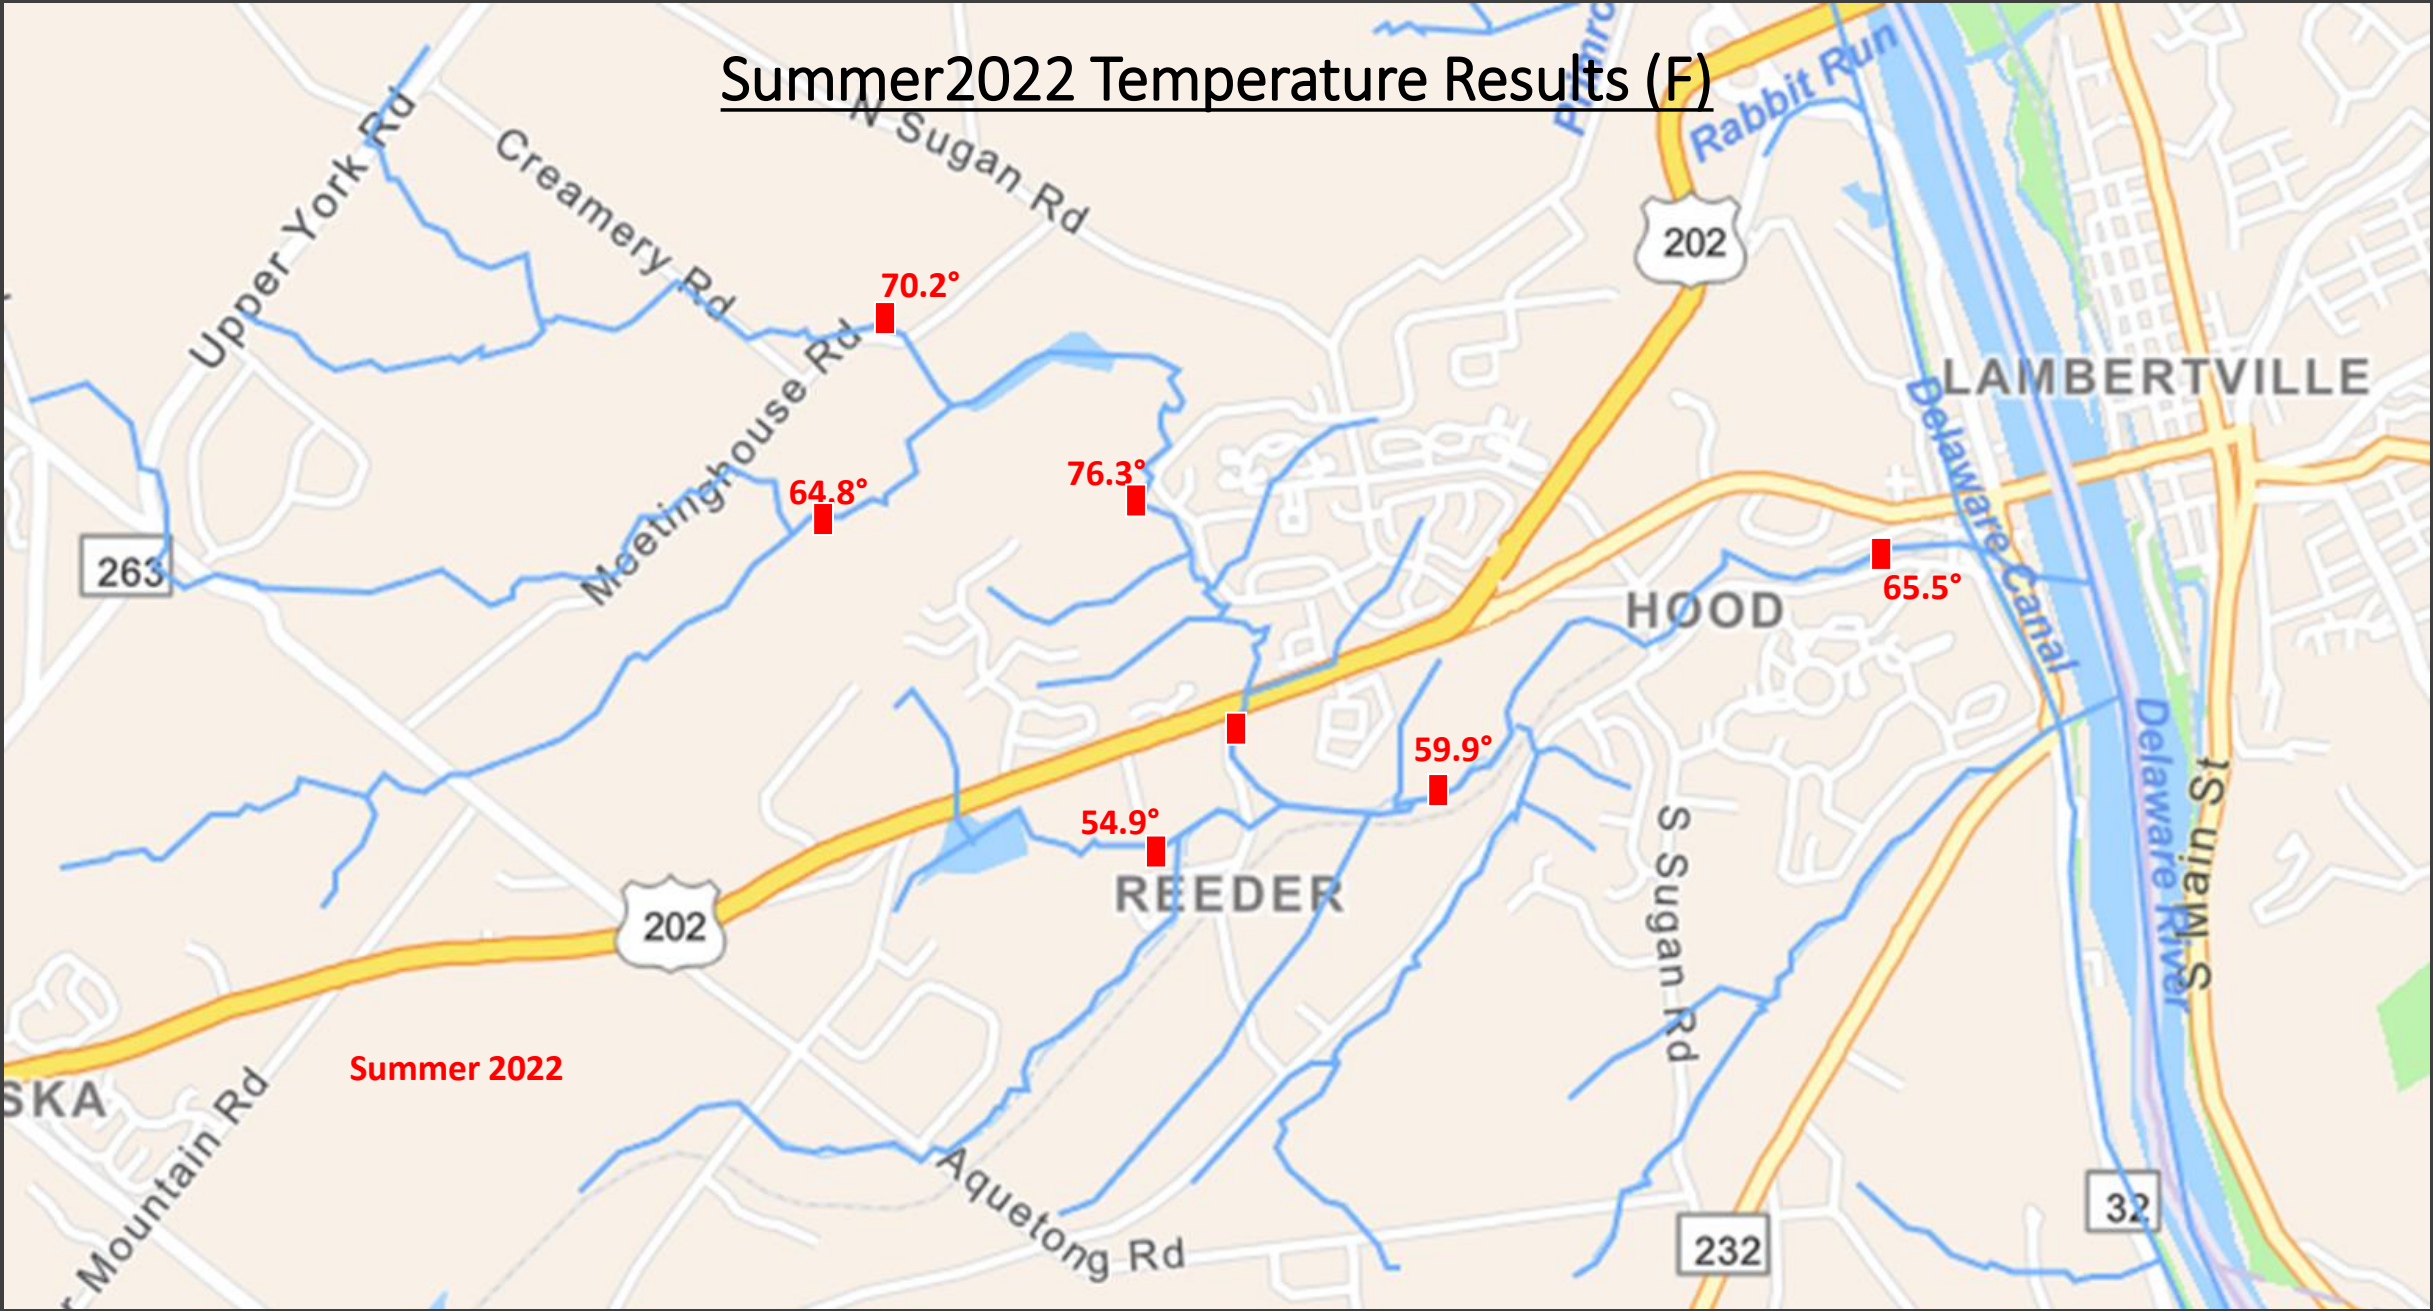 Summer2022 Temperature Results (F)
Rabbit Run
Upper York Rd
Creamery Rd
N Sugan Rd
202
70.2°
Meetinghouse Rd
LAMBERTVILLE
64.8°
76.3°
263
65.5°
HOOD
Delaware Canal
59.9°
54.9°
REEDER
202
S Sugan Rd
Delaware River
S Main St
Summer 2022
SKA
r Mountain Rd
Aquetong Rd
232
32